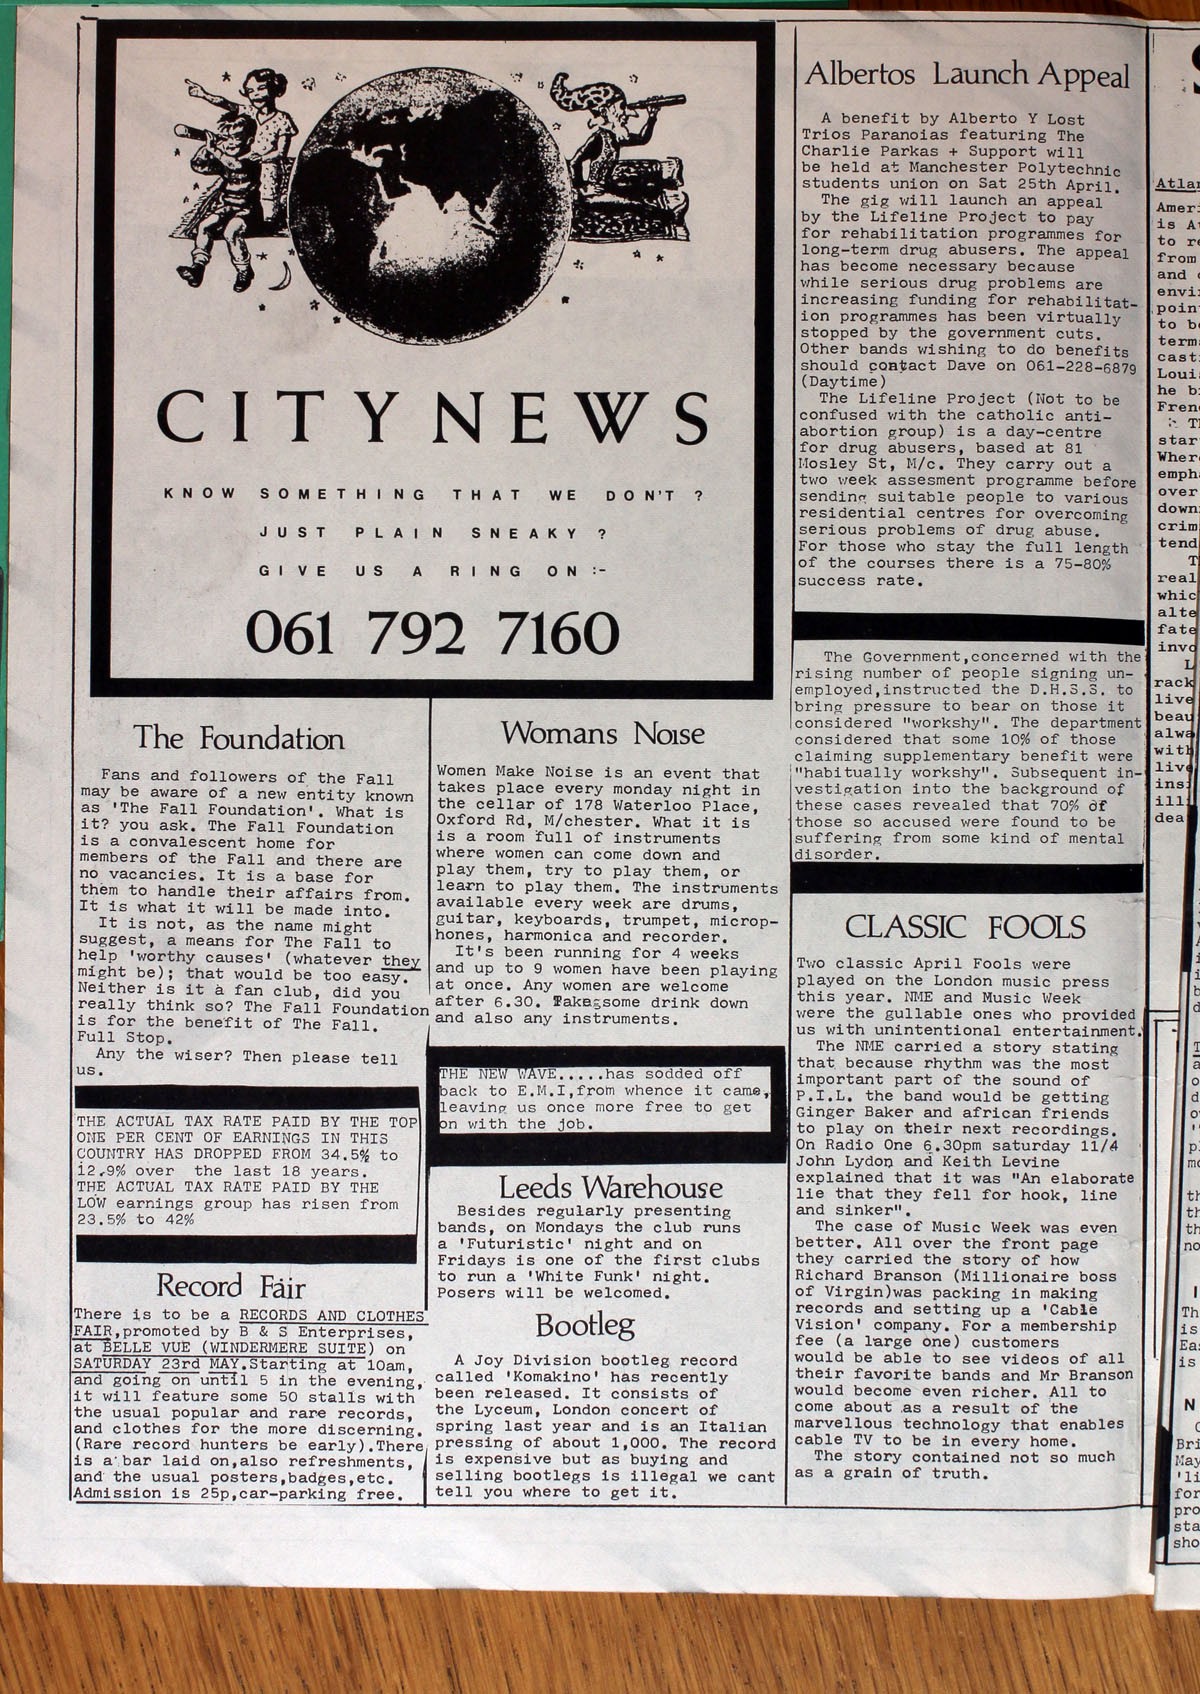 CITYNEWS
KNOW SOMETHING THAT WE DON'T ?
JUST PLAIN SNEAKY ?
GIVE US A RING ON :-
061 792 7160
The Foundation
Fans and followers of the Fall
may be aware of a new entity known
as 'The Fall Foundation'. What is
it? you ask. The Fall Foundation
is a convalescent home for
members of the Fall and there are
no vacancies. It is a base for
them to handle their affairs from.
It is what it will be made into.
It is not, as the name might
suggest, a means for The Fall to
help 'worthy causes' (whatever they
might be); that would be too easy.
Neither is it a fan club, did you
really think so? The Fall Foundation
is for the benefit of The Fall.
Full Stop.
Any the wiser? Then please tell
us.
THE ACTUAL TAX RATE PAID BY THE TOP
ONE PER CENT OF EARNINGS IN THIS
COUNTRY HAS DROPPED FROM 34.5% to
12.9% over the last 18 years.
THE ACTUAL TAX RATE PAID BY THE
LOW earnings group has risen from
23.5% to 42%
Record Fair
There is to be a RECORDS AND CLOTHES
FAIR,promoted by B & S Enterprises,
at BELLE VUE (WINDERMERE SUITE) on
SATURDAY 23rd MAY.Starting at 10am,
and going on until 5 in the evening,
it will feature some 50 stalls with
the usual popular and rare records,
and clothes for the more discerning.
(Rare record hunters be early).There
is a bar laid on,also refreshments,
and the usual posters,badges,etc.
Admission is 25p,car-parking free.
Womans Noise
Women Make Noise is an event that
takes place every monday night in
the cellar of 178 Waterloo Place,
Oxford Rd, M/chester. What it is
is a room full of instruments
where women can come down and
play them, try to play them, or
learn to play them. The instruments
available every week are drums,
guitar, keyboards, trumpet, microp-
hones, harmonica and recorder.
It's been running for 4 weeks
and up to 9 women have been playing
at once. Any women are welcome
after 6.30. Take some drink down
and also any instruments.
THE NEW WAVE.....has sodded off
back to E.M.I,from whence it came,
leaving us once more free to get
on with the job.
Leeds Warehouse
Besides regularly presenting
bands, on Mondays the club runs
a 'Futuristic' night and on
Fridays is one of the first clubs
to run a 'White Funk' night.
Posers will be welcomed.
Bootleg
A Joy Division bootleg record
called 'Komakino' has recently
been released. It consists of
the Lyceum, London concert of
spring last year and is an Italian
pressing of about 1,000. The record
is expensive but as buying and
selling bootlegs is illegal we cant
tell you where to get it.
Albertos Launch Appeal
A benefit by Alberto Y Lost
Trios Paranoias featuring The
Charlie Parkas + Support will
be held at Manchester Polytechnic
students union on Sat 25th April.
The gig will launch an appeal
by the Lifeline Project to pay
for rehabilitation programmes for
long-term drug abusers. The appeal
has become necessary because
while serious drug problems are
increasing funding for rehabilitat-
ion programmes has been virtually
stopped by the government cuts.
Other bands wishing to do benefits
should contact Dave on 061-228-6879
(Daytime)
The Lifeline Project (Not to be
confused with the catholic anti-
abortion group) is a day-centre
for drug abusers, based at 81
Mosley St, M/c. They carry out a
two week assesment programme before
sending suitable people to various
residential centres for overcoming
serious problems of drug abuse.
For those who stay the full length
of the courses there is a 75-80%
success rate.
The Government,concerned with the
rising number of people signing un-
employed,instructed the D.H.S.S. to
bring pressure to bear on those it
considered "workshy". The department
considered that some 10% of those
claiming supplementary benefit were
"habitually workshy". Subsequent in-
vestigation into the background of
these cases revealed that 70% of
those so accused were found to be
suffering from some kind of mental
disorder.
CLASSIC FOOLS
Two classic April Fools were
played on the London music press
this year. NME and Music Week
were the gullable ones who provided
us with unintentional entertainment.
The NME carried a story stating
that because rhythm was the most
important part of the sound of
P.I.L. the band would be getting
Ginger Baker and african friends
to play on their next recordings.
On Radio One 6.30pm saturday 11/4
John Lydon and Keith Levine
explained that it was "An elaborate
lie that they fell for hook, line
and sinker".
The case of Music Week was even
better. All over the front page
they carried the story of how
Richard Branson (Millionaire boss
of Virgin)was packing in making
records and setting up a 'Cable
Vision' company. For a membership
fee (a large one) customers
would be able to see videos of all
their favorite bands and Mr Branson
would become even richer. All to
come about as a result of the
marvellous technology that enables
cable TV to be in every home.
The story contained not so much
as a grain of truth.